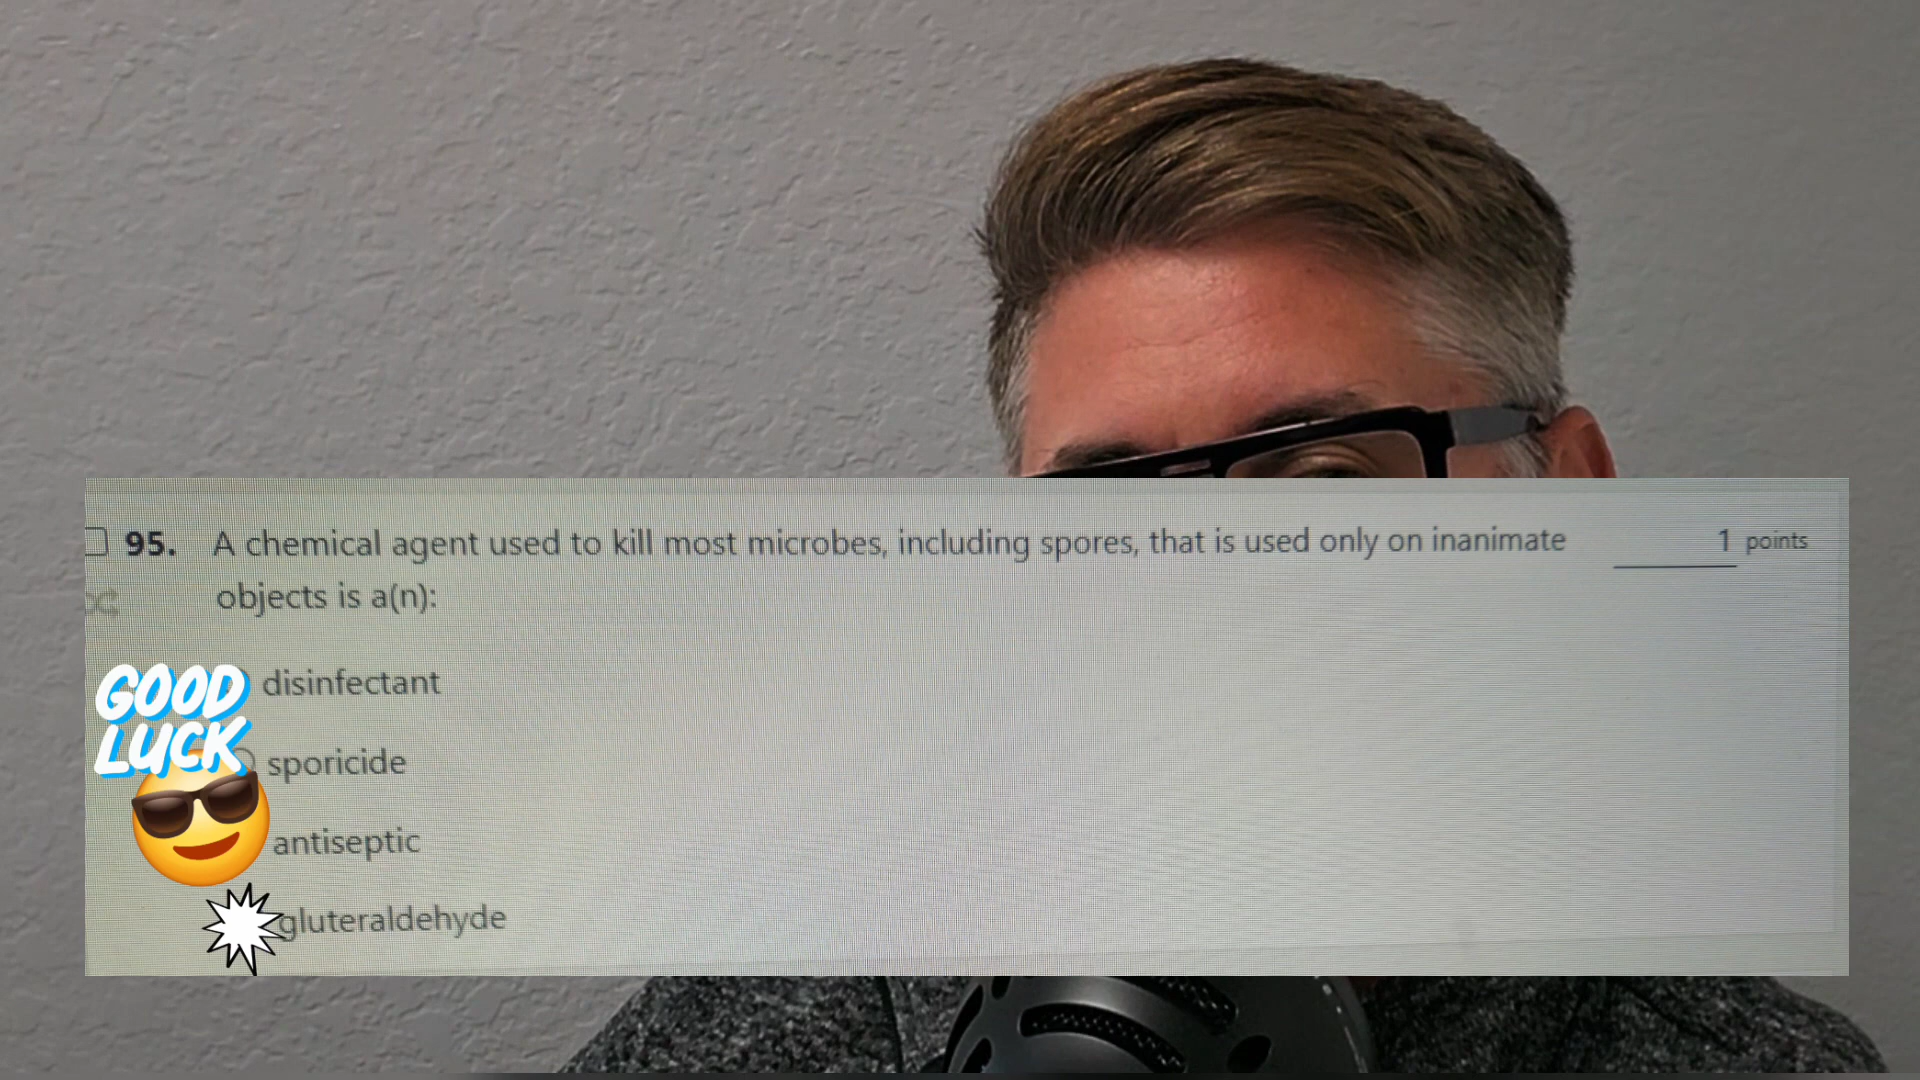 95. A chemical agent used to kill most microbes, including spores, that is used only on inanimate 1 points
objects is a(n):
disinfectant
GOOD
LUCK
sporicide
antiseptic
gluteraldehyde